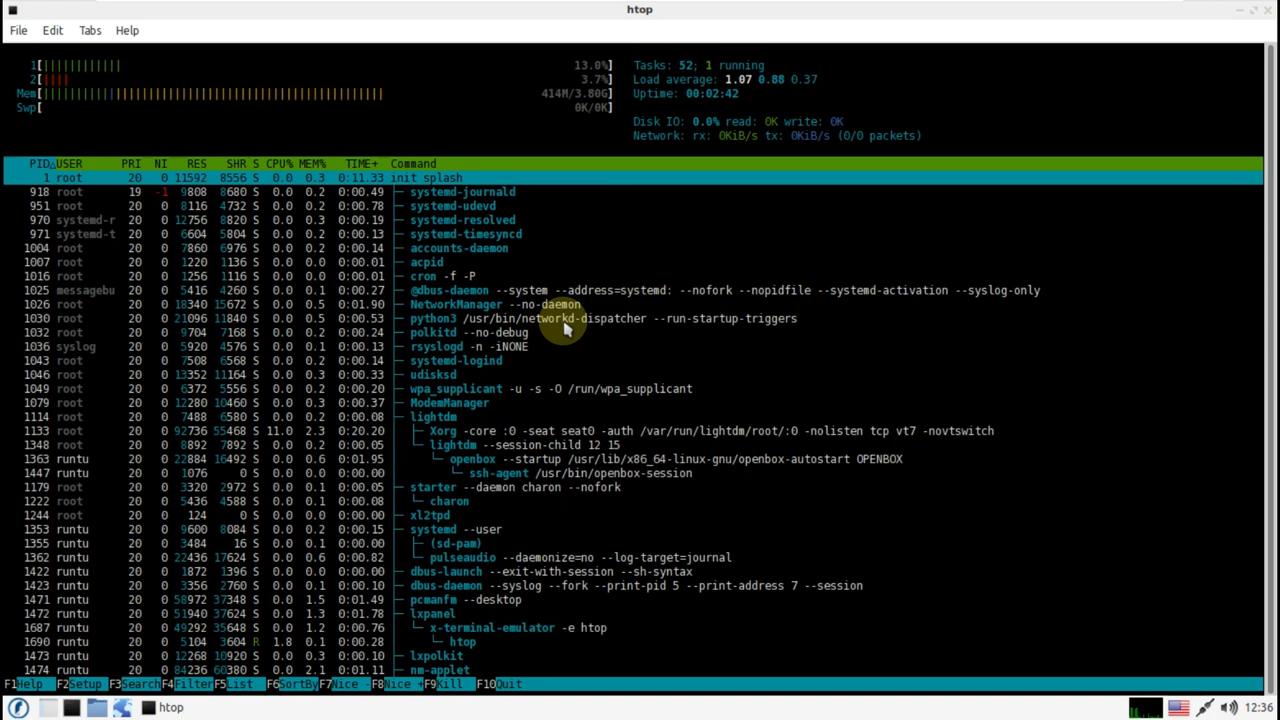 htop
File Edit Tabs Help
1[|||||||||||| 13.0%] Tasks: 52; 1 running
2[|||| 3.7%] Load average: 1.07 0.88 0.37
Mem[||||||||||||||||||||||||||||||||||||||||||||||||||||| 414M/3.80G] Uptime: 00:02:42
Swp[ 0K/0K]
Disk IO: 0.0% read: 0K write: 0K
Network: rx: 0KiB/s tx: 0KiB/s (0/0 packets)
PID△USER PRI NI RES SHR S CPU% MEM% TIME+ Command
1 root 20 0 11592 8556 S 0.0 0.3 0:11.33 init splash
918 root 19 -1 9808 8680 S 0.0 0.2 0:00.49 ├─ systemd-journald
951 root 20 0 8116 4732 S 0.0 0.2 0:00.78 ├─ systemd-udevd
970 systemd-r 20 0 12756 8820 S 0.0 0.3 0:00.19 ├─ systemd-resolved
971 systemd-t 20 0 6604 5804 S 0.0 0.2 0:00.13 ├─ systemd-timesyncd
1004 root 20 0 7860 6976 S 0.0 0.2 0:00.14 ├─ accounts-daemon
1007 root 20 0 1220 1136 S 0.0 0.0 0:00.01 ├─ acpid
1016 root 20 0 1256 1116 S 0.0 0.0 0:00.01 ├─ cron -f -P
1025 messagebu 20 0 5416 4260 S 0.0 0.1 0:00.27 ├─ @dbus-daemon --system --address=systemd: --nofork --nopidfile --systemd-activation --syslog-only
1026 root 20 0 18340 15672 S 0.0 0.5 0:01.90 ├─ NetworkManager --no-daemon
1030 root 20 0 21096 11840 S 0.0 0.5 0:00.53 ├─ python3 /usr/bin/networkd-dispatcher --run-startup-triggers
1032 root 20 0 9704 7168 S 0.0 0.2 0:00.24 ├─ polkitd --no-debug
1036 syslog 20 0 5920 4576 S 0.0 0.1 0:00.13 ├─ rsyslogd -n -iNONE
1043 root 20 0 7508 6568 S 0.0 0.2 0:00.14 ├─ systemd-logind
1046 root 20 0 13352 11164 S 0.0 0.3 0:00.33 ├─ udisksd
1049 root 20 0 6372 5556 S 0.0 0.2 0:00.20 ├─ wpa_supplicant -u -s -O /run/wpa_supplicant
1079 root 20 0 12280 10460 S 0.0 0.3 0:00.37 ├─ ModemManager
1114 root 20 0 7488 6580 S 0.0 0.2 0:00.08 ├─ lightdm
1133 root 20 0 92736 55468 S 11.0 2.3 0:20.20 │ ├─ Xorg -core :0 -seat seat0 -auth /var/run/lightdm/root/:0 -nolisten tcp vt7 -novtswitch
1348 root 20 0 8892 7892 S 0.0 0.2 0:00.05 │ └─ lightdm --session-child 12 15
1363 runtu 20 0 22884 16492 S 0.0 0.6 0:01.95 │ └─ openbox --startup /usr/lib/x86_64-linux-gnu/openbox-autostart OPENBOX
1447 runtu 20 0 1076 0 S 0.0 0.0 0:00.00 │ └─ ssh-agent /usr/bin/openbox-session
1179 root 20 0 3320 2972 S 0.0 0.1 0:00.05 ├─ starter --daemon charon --nofork
1222 root 20 0 5436 4588 S 0.0 0.1 0:00.08 │ └─ charon
1244 root 20 0 124 0 S 0.0 0.0 0:00.00 ├─ xl2tpd
1353 runtu 20 0 9600 8084 S 0.0 0.2 0:00.15 ├─ systemd --user
1354 runtu 20 0 3484 16 S 0.0 0.1 0:00.00 │ ├─ (sd-pam)
1362 runtu 20 0 22436 17624 S 0.0 0.6 0:00.82 │ └─ pulseaudio --daemonize=no --log-target=journal
1422 runtu 20 0 1872 1396 S 0.0 0.0 0:00.00 ├─ dbus-launch --exit-with-session --sh-syntax
1423 runtu 20 0 3356 2760 S 0.0 0.1 0:00.10 ├─ dbus-daemon --syslog --fork --print-pid 5 --print-address 7 --session
1471 runtu 20 0 58972 37348 S 0.0 1.5 0:01.49 ├─ pcmanfm --desktop
1472 runtu 20 0 51940 37624 S 0.0 1.3 0:01.78 ├─ lxpanel
1687 runtu 20 0 49292 35648 S 0.0 1.2 0:00.76 │ └─ x-terminal-emulator -e htop
1690 runtu 20 0 5104 3604 R 1.8 0.1 0:00.28 │ └─ htop
1473 runtu 20 0 12268 10920 S 0.0 0.3 0:00.10 ├─ lxpolkit
1474 runtu 20 0 84236 60380 S 0.0 2.1 0:01.11 ├─ nm-applet
F1Help F2Setup F3SearchF4FilterF5List F6SortByF7Nice -F8Nice +F9Kill F10Quit
htop 12:36